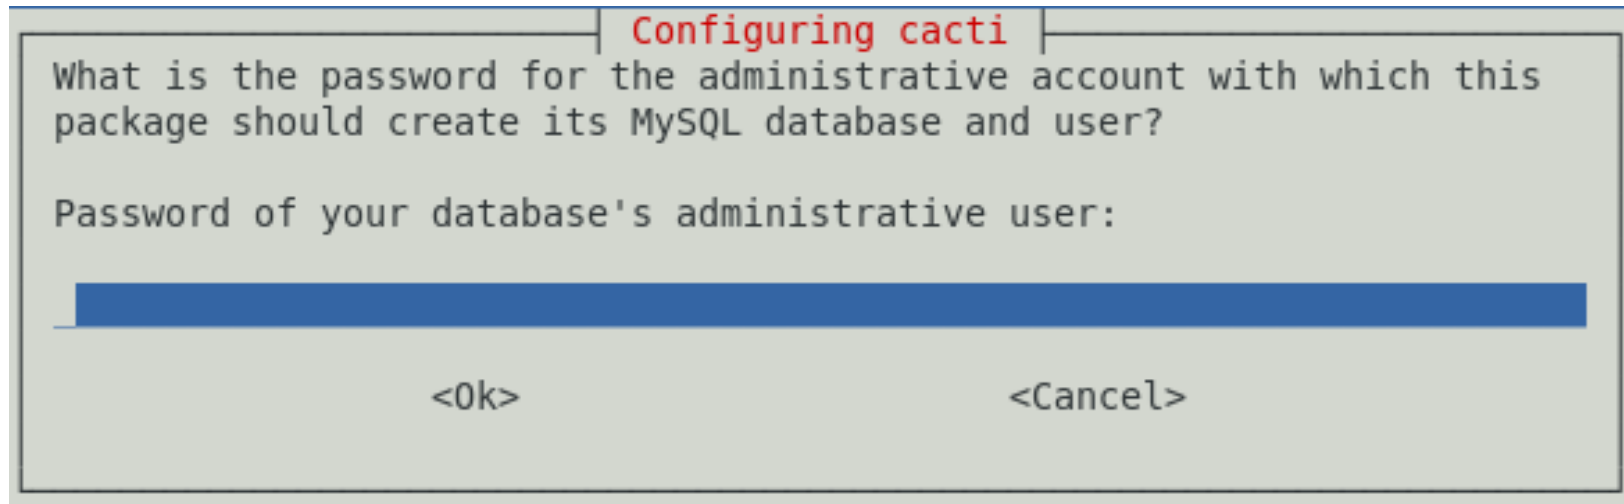 Configuring cacti
What is the password for the administrative account with which this
package should create its MySQL database and user?
Password of your database's administrative user:
<Ok> <Cancel>